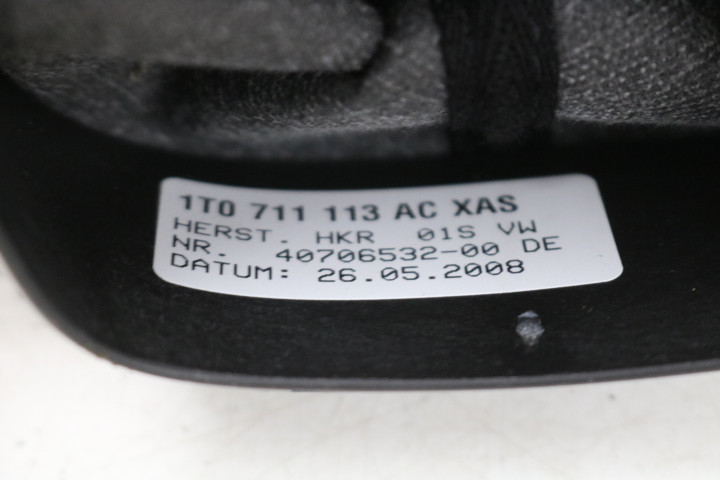 1T0 711 113 AC XAS
HERST. HKR 01S VW
NR. 40706532-00 DE
DATUM: 26.05.2008